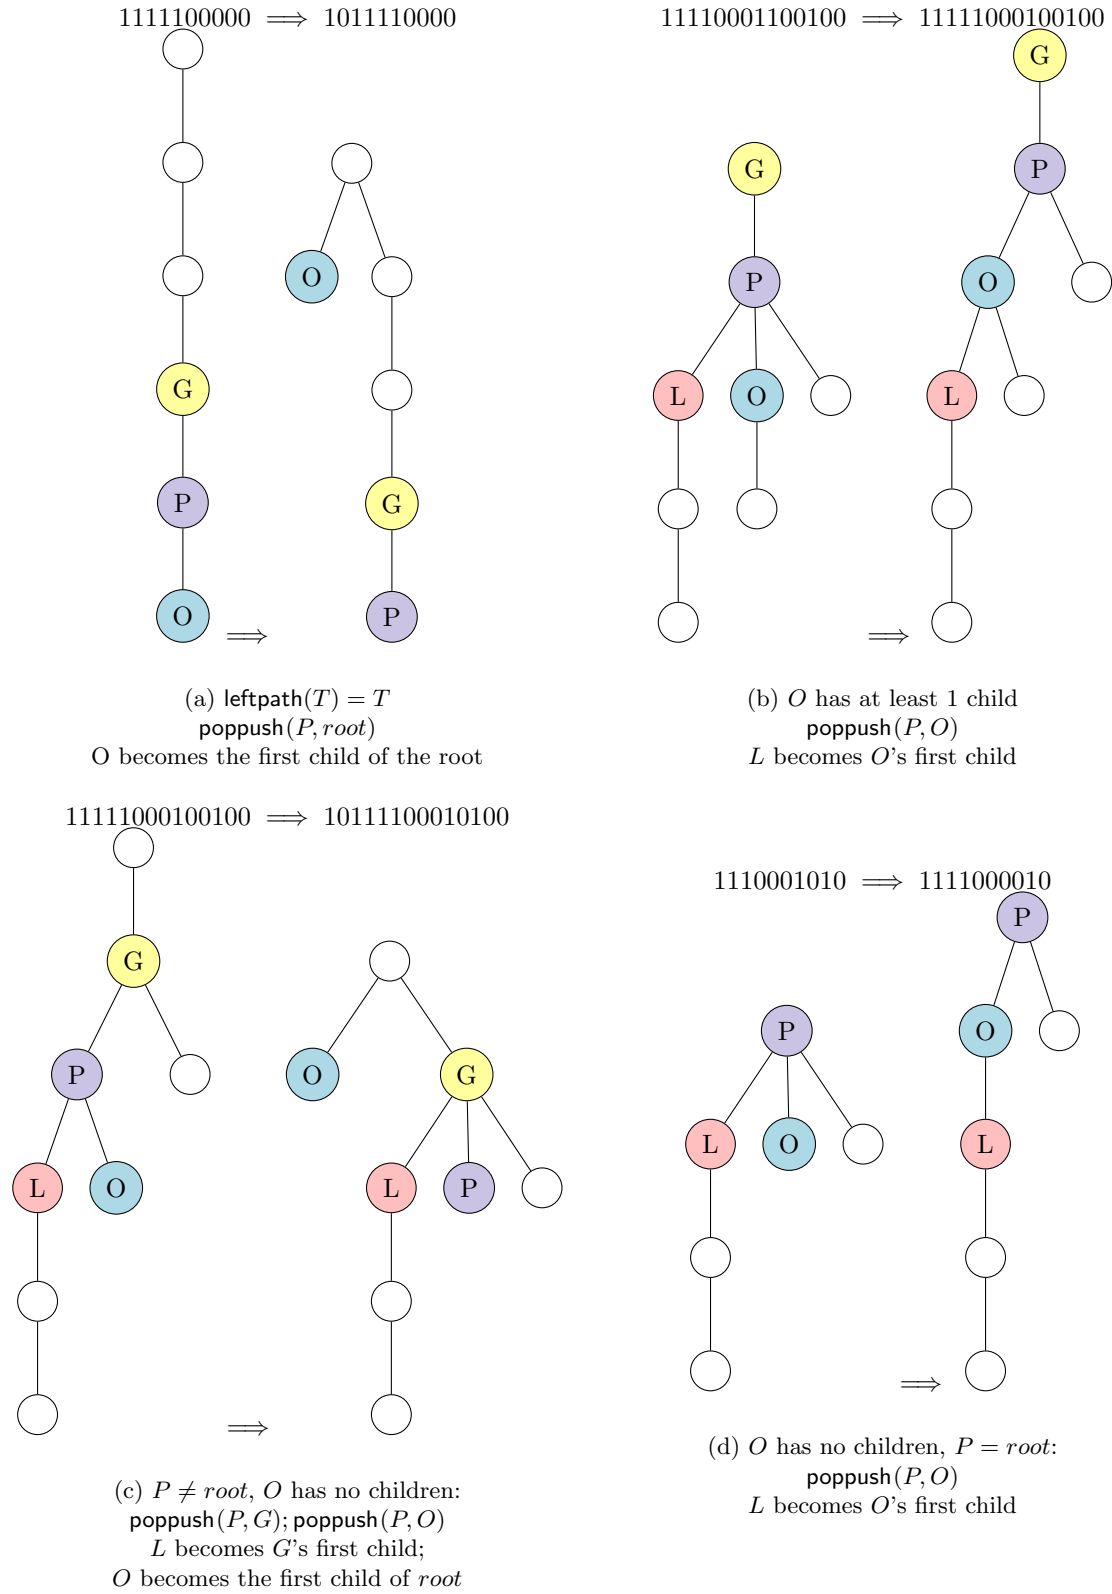 1111100000 ⟹ 1011110000
G
O
P
G
O
P
⟹
(a) leftpath(T) = T
poppush(P, root)
O becomes the first child of the root
11110001100100 ⟹ 11111000100100
G
G
P
P
O
L
O
L
⟹
(b) O has at least 1 child
poppush(P, O)
L becomes O's first child
11111000100100 ⟹ 10111100010100
G
P
O
G
L
O
L
P
⟹
(c) P ≠ root, O has no children:
poppush(P, G); poppush(P, O)
L becomes G's first child;
O becomes the first child of root
1110001010 ⟹ 1111000010
P
P
O
L
O
L
⟹
(d) O has no children, P = root:
poppush(P, O)
L becomes O's first child